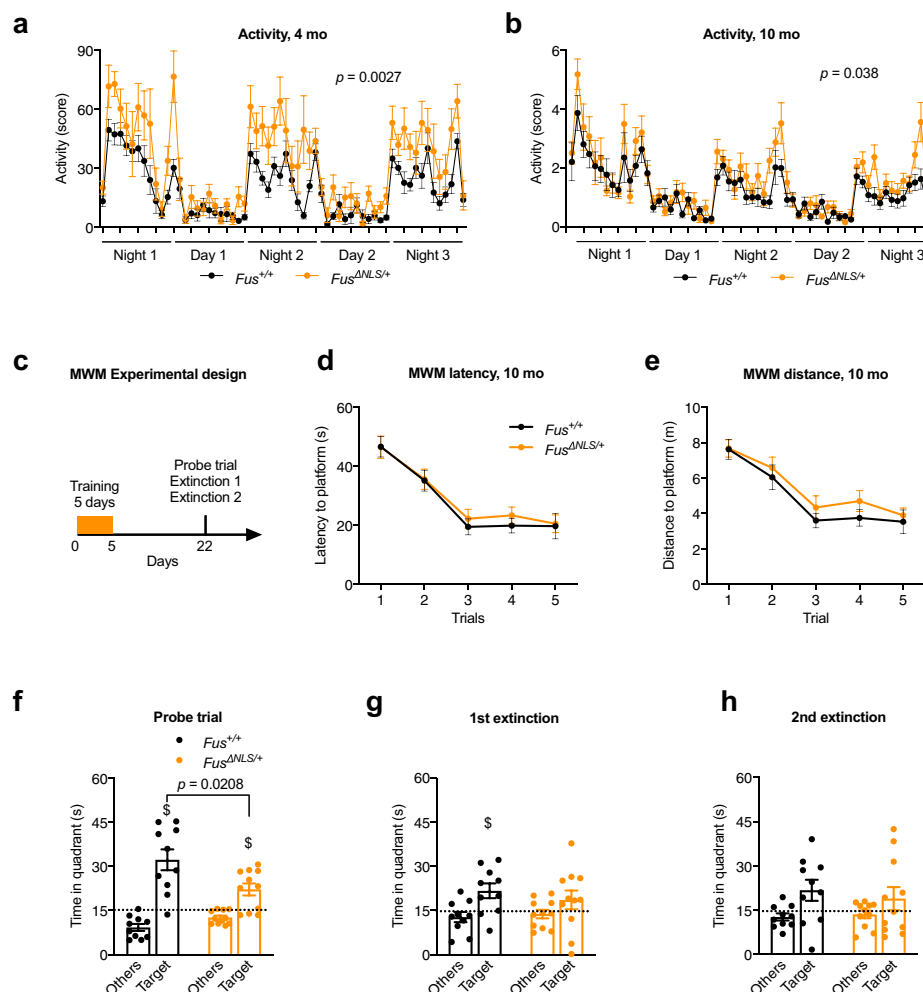 a
Activity, 4 mo
p = 0.0027
Activity (score)
90
60
30
0
Night 1 Day 1 Night 2 Day 2 Night 3
Fus+/+ FusΔNLS/+
b
Activity, 10 mo
p = 0.038
Activity (score)
6
4
2
0
Night 1 Day 1 Night 2 Day 2 Night 3
Fus+/+ FusΔNLS/+
c
MWM Experimental design
Training
5 days
Probe trial
Extinction 1
Extinction 2
0 5 22
Days
d
MWM latency, 10 mo
Fus+/+
FusΔNLS/+
Latency to platform (s)
60
40
20
0
1 2 3 4 5
Trials
e
MWM distance, 10 mo
Distance to platform (m)
10
8
6
4
2
0
1 2 3 4 5
Trial
f
Probe trial
Fus+/+
FusΔNLS/+
p = 0.0208
$
$
Time in quadrant (s)
60
45
30
15
0
Others Target Others Target
g
1st extinction
$
Time in quadrant (s)
60
45
30
15
0
Others Target Others Target
h
2nd extinction
Time in quadrant (s)
60
45
30
15
0
Others Target Others Target